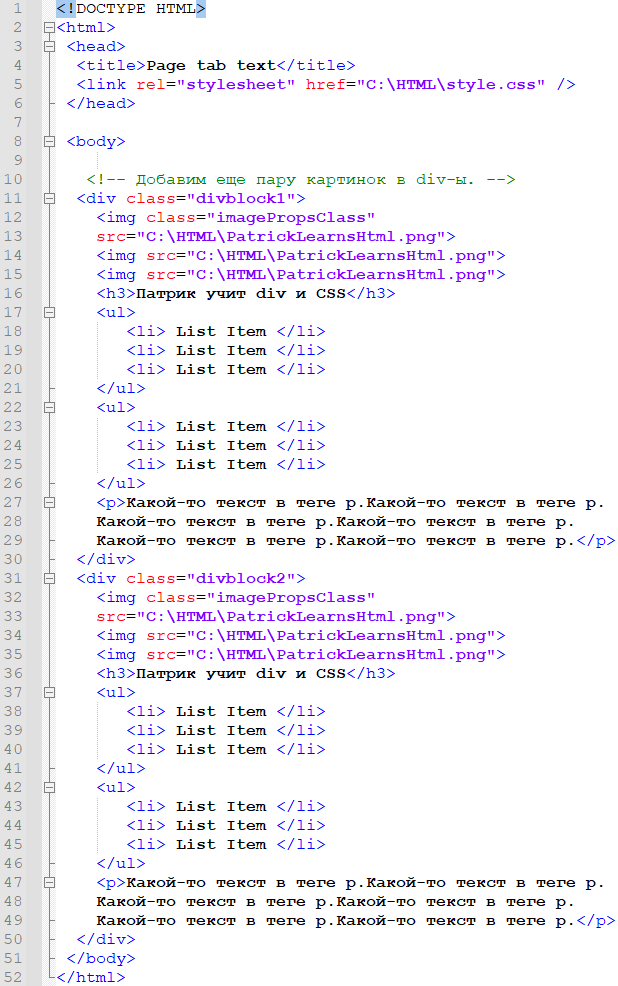 1 <!DOCTYPE HTML>
2 <html>
3 <head>
4 <title>Page tab text</title>
5 <link rel="stylesheet" href="C:\HTML\style.css" />
6 </head>
7
8 <body>
9
10 <!-- Добавим еще пару картинок в div-ы. -->
11 <div class="divblock1">
12 <img class="imagePropsClass"
13 src="C:\HTML\PatrickLearnsHtml.png">
14 <img src="C:\HTML\PatrickLearnsHtml.png">
15 <img src="C:\HTML\PatrickLearnsHtml.png">
16 <h3>Патрик учит div и CSS</h3>
17 <ul>
18 <li> List Item </li>
19 <li> List Item </li>
20 <li> List Item </li>
21 </ul>
22 <ul>
23 <li> List Item </li>
24 <li> List Item </li>
25 <li> List Item </li>
26 </ul>
27 <p>Какой-то текст в теге p.Какой-то текст в теге p.
28 Какой-то текст в теге p.Какой-то текст в теге p.
29 Какой-то текст в теге p.Какой-то текст в теге p.</p>
30 </div>
31 <div class="divblock2">
32 <img class="imagePropsClass"
33 src="C:\HTML\PatrickLearnsHtml.png">
34 <img src="C:\HTML\PatrickLearnsHtml.png">
35 <img src="C:\HTML\PatrickLearnsHtml.png">
36 <h3>Патрик учит div и CSS</h3>
37 <ul>
38 <li> List Item </li>
39 <li> List Item </li>
40 <li> List Item </li>
41 </ul>
42 <ul>
43 <li> List Item </li>
44 <li> List Item </li>
45 <li> List Item </li>
46 </ul>
47 <p>Какой-то текст в теге p.Какой-то текст в теге p.
48 Какой-то текст в теге p.Какой-то текст в теге p.
49 Какой-то текст в теге p.Какой-то текст в теге p.</p>
50 </div>
51 </body>
52 </html>